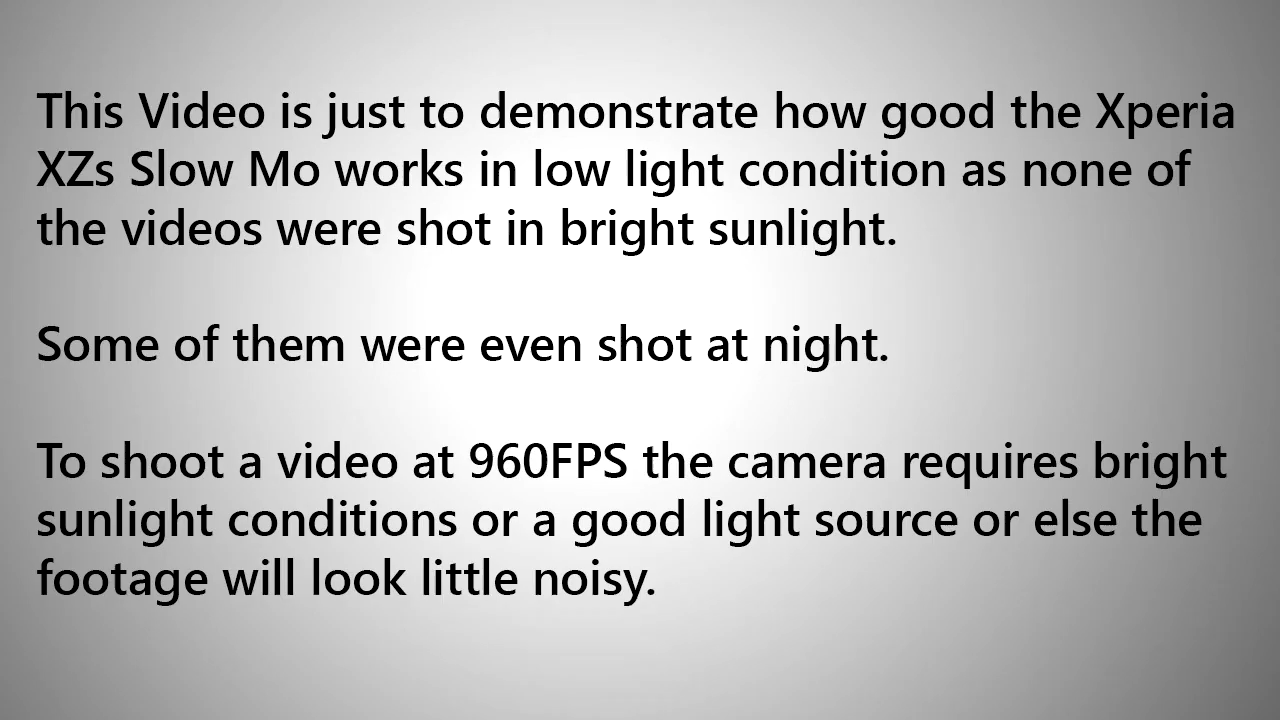 This Video is just to demonstrate how good the Xperia
XZs Slow Mo works in low light condition as none of
the videos were shot in bright sunlight.
Some of them were even shot at night.
To shoot a video at 960FPS the camera requires bright
sunlight conditions or a good light source or else the
footage will look little noisy.